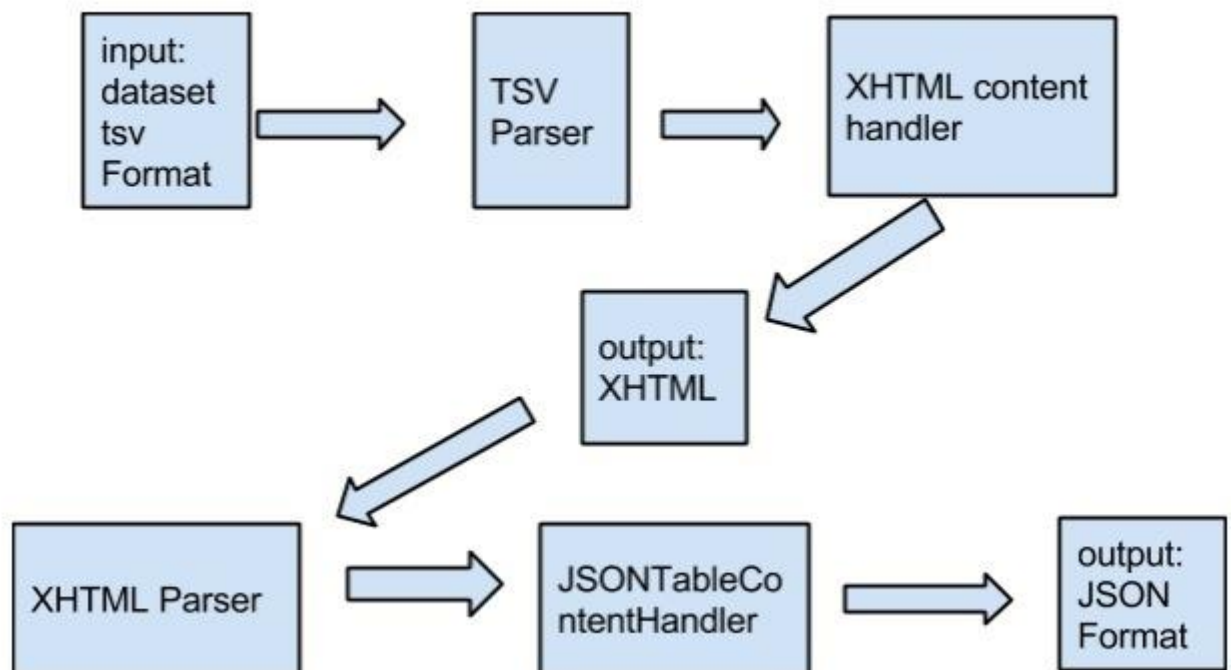 input:
dataset
tsv
Format
TSV
Parser
XHTML content
handler
output:
XHTML
XHTML Parser
JSONTableCo
ntentHandler
output:
JSON
Format